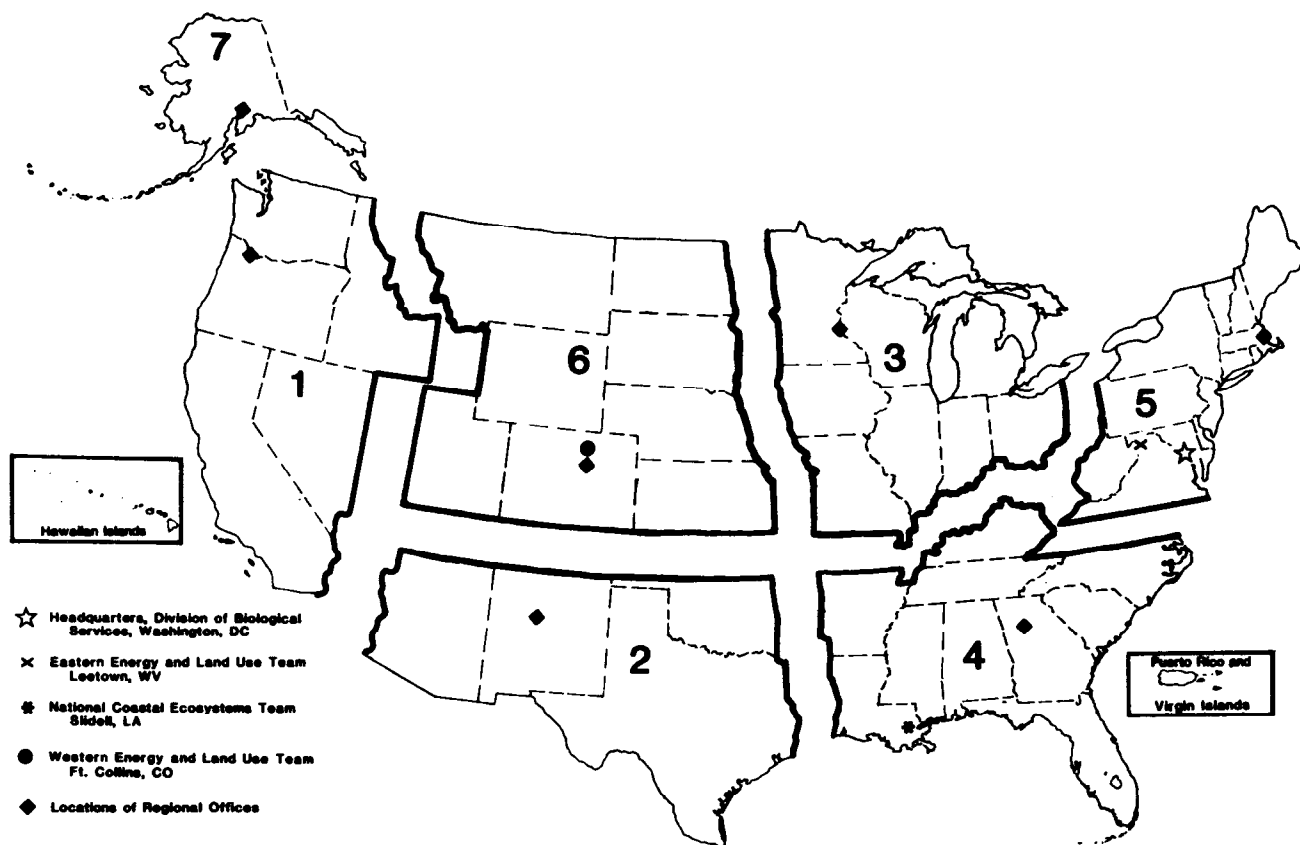 7
6
3
1
5
Hawaiian Islands
2
4
Puerto Rico and
Virgin Islands
Headquarters, Division of Biological
Services, Washington, DC
Eastern Energy and Land Use Team
Leetown, WV
National Coastal Ecosystems Team
Slidell, LA
Western Energy and Land Use Team
Ft. Collins, CO
Locations of Regional Offices